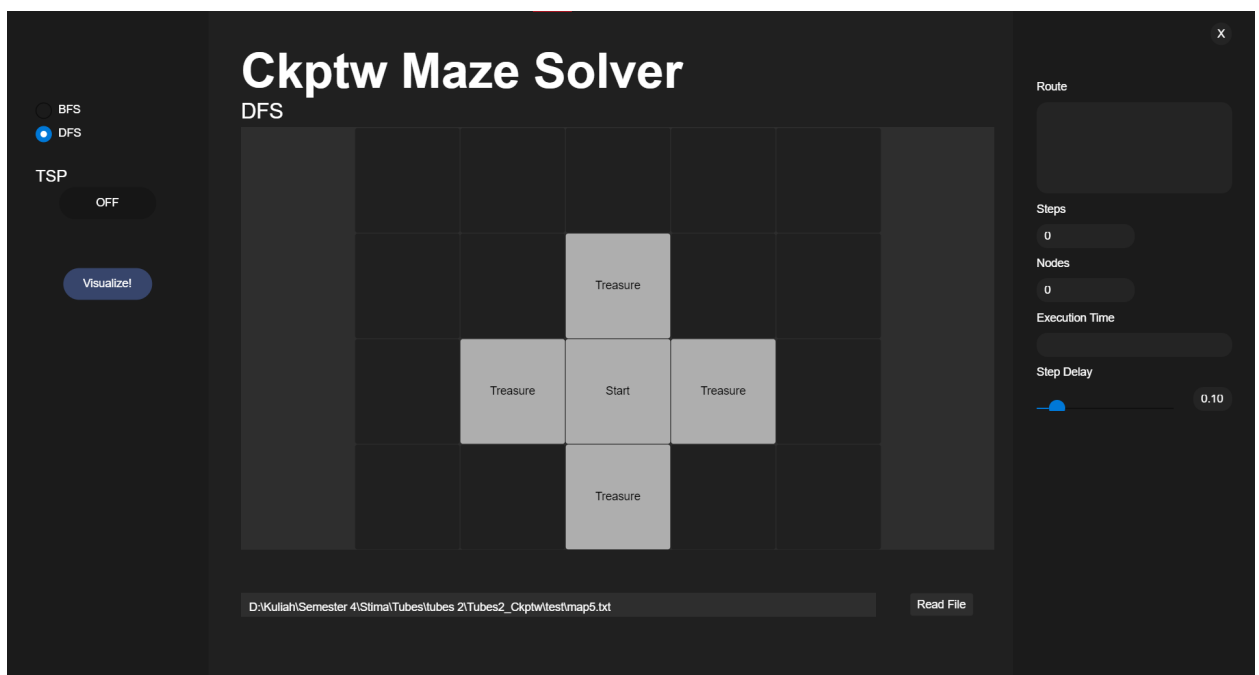 X
Ckptw Maze Solver
DFS
BFS
DFS
TSP
OFF
Visualize!
Treasure
Treasure
Start
Treasure
Treasure
D:\Kuliah\Semester 4\Stima\Tubes\tubes 2\Tubes2_Ckptw\test\map5.txt
Read File
Route
Steps
0
Nodes
0
Execution Time
Step Delay
0.10